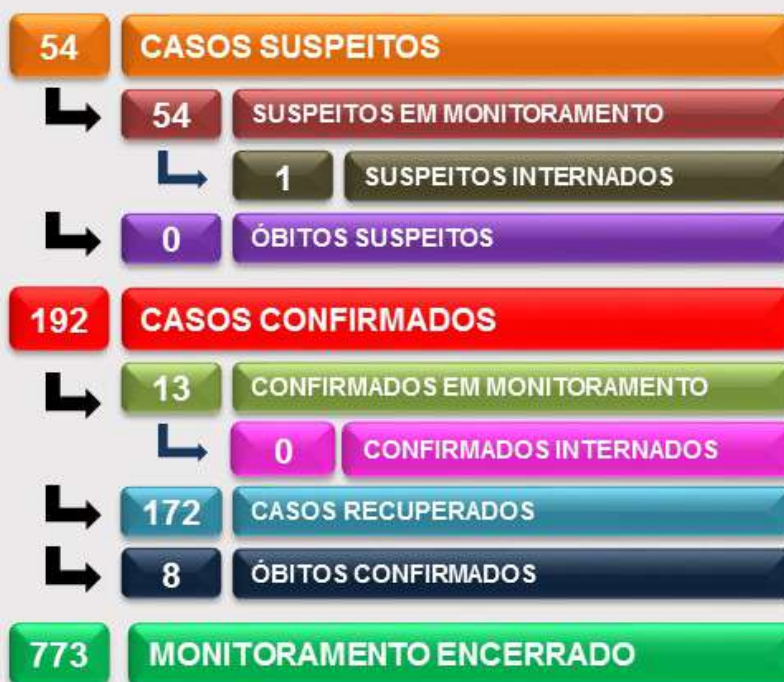 54 CASOS SUSPEITOS
54 SUSPEITOS EM MONITORAMENTO
1 SUSPEITOS INTERNADOS
0 ÓBITOS SUSPEITOS
192 CASOS CONFIRMADOS
13 CONFIRMADOS EM MONITORAMENTO
0 CONFIRMADOS INTERNADOS
172 CASOS RECUPERADOS
8 ÓBITOS CONFIRMADOS
773 MONITORAMENTO ENCERRADO